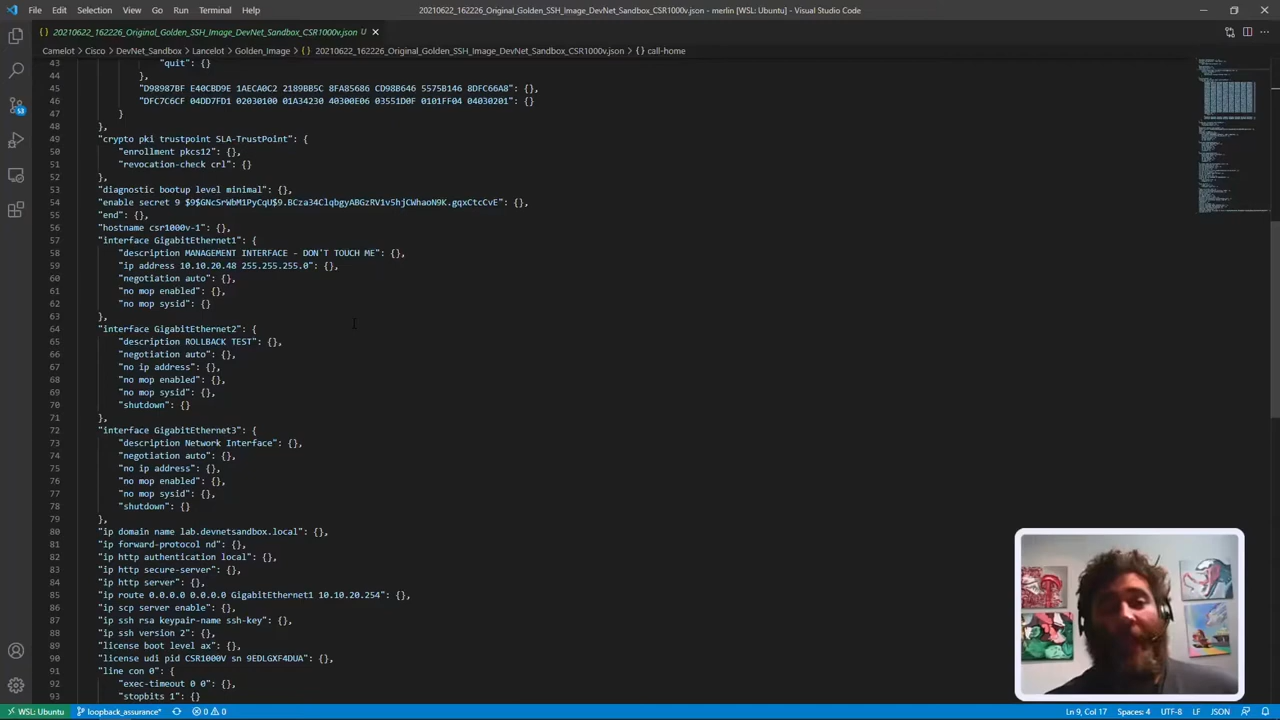 File Edit Selection View Go Run Terminal Help
20210622_162226_Original_Golden_SSH_Image_DevNet_Sandbox_CSR1000v.json - merlin [WSL: Ubuntu] - Visual Studio Code
{} 20210622_162226_Original_Golden_SSH_Image_DevNet_Sandbox_CSR1000v.json U
Camelot > Cisco > DevNet_Sandbox > Lancelot > Golden_Image > {} 20210622_162226_Original_Golden_SSH_Image_DevNet_Sandbox_CSR1000v.json > {} call-home
43 "quit": {}
44 },
45 "D98987BF E40CBD9E 1AECA0C2 2189BB5C 8FA85686 CD98B646 5575B146 8DFC66A8": {},
46 "DFC7C6CF 04DD7FD1 02030100 01A34230 40300E06 03551D0F 0101FF04 04030201": {}
47 }
48 },
49 "crypto pki trustpoint SLA-TrustPoint": {
50 "enrollment pkcs12": {},
51 "revocation-check crl": {}
52 },
53 "diagnostic bootup level minimal": {},
54 "enable secret 9 $9$GNcSrWbM1PyCqU$9.BCza34ClqbgyABGzRV1v5hjCWhaoN9K.gqxCtcCvE": {},
55 "end": {},
56 "hostname csr1000v-1": {},
57 "interface GigabitEthernet1": {
58 "description MANAGEMENT INTERFACE - DON'T TOUCH ME": {},
59 "ip address 10.10.20.48 255.255.255.0": {},
60 "negotiation auto": {},
61 "no mop enabled": {},
62 "no mop sysid": {}
63 },
64 "interface GigabitEthernet2": {
65 "description ROLLBACK TEST": {},
66 "negotiation auto": {},
67 "no ip address": {},
68 "no mop enabled": {},
69 "no mop sysid": {},
70 "shutdown": {}
71 },
72 "interface GigabitEthernet3": {
73 "description Network Interface": {},
74 "negotiation auto": {},
75 "no ip address": {},
76 "no mop enabled": {},
77 "no mop sysid": {},
78 "shutdown": {}
79 },
80 "ip domain name lab.devnetsandbox.local": {},
81 "ip forward-protocol nd": {},
82 "ip http authentication local": {},
83 "ip http secure-server": {},
84 "ip http server": {},
85 "ip route 0.0.0.0 0.0.0.0 GigabitEthernet1 10.10.20.254": {},
86 "ip scp server enable": {},
87 "ip ssh rsa keypair-name ssh-key": {},
88 "ip ssh version 2": {},
89 "license boot level ax": {},
90 "license udi pid CSR1000V sn 9EDLGXF4DUA": {},
91 "line con 0": {
92 "exec-timeout 0 0": {},
93 "stopbits 1": {}
53
WSL: Ubuntu loopback_assurance* 0 0 Ln 9, Col 17 Spaces: 4 UTF-8 LF JSON